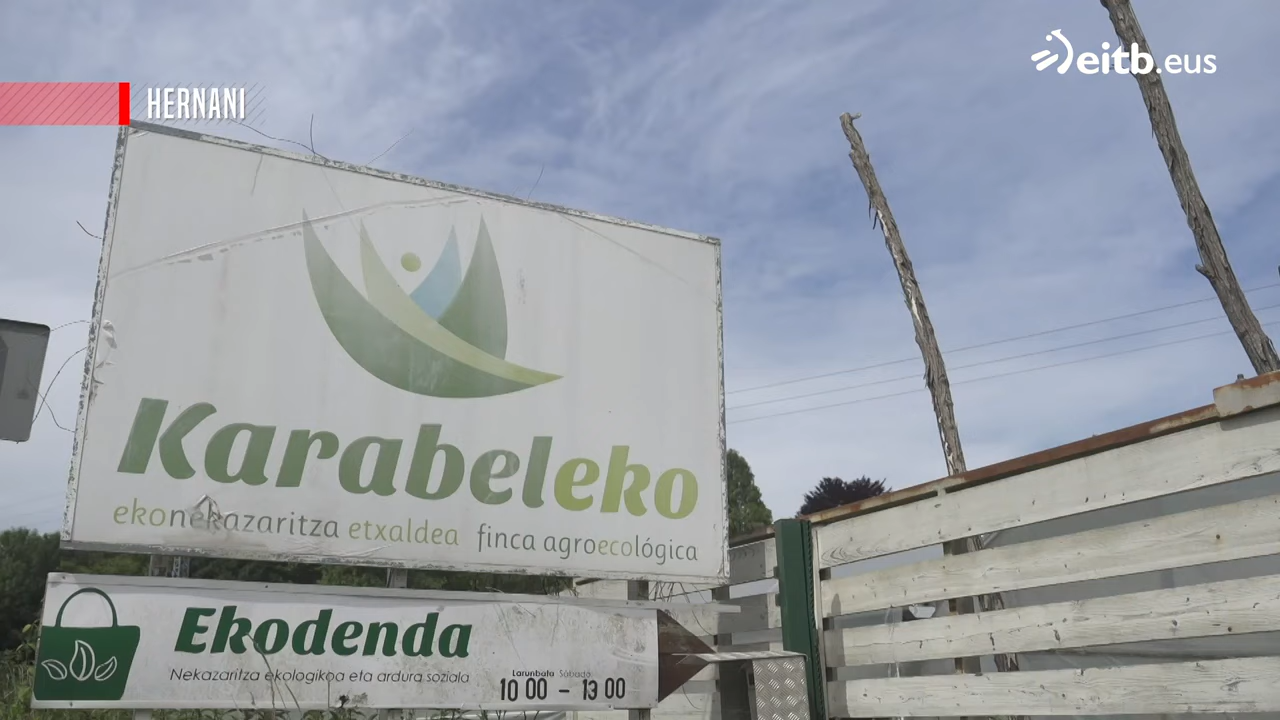 eitb.eus
HERNANI
Karabeleko
ekonekazaritza etxaldea finca agroecológica
Ekodenda
Nekazaritza ekologikoa eta ardura soziala
Larunbata Sábado
10 00 - 13 00